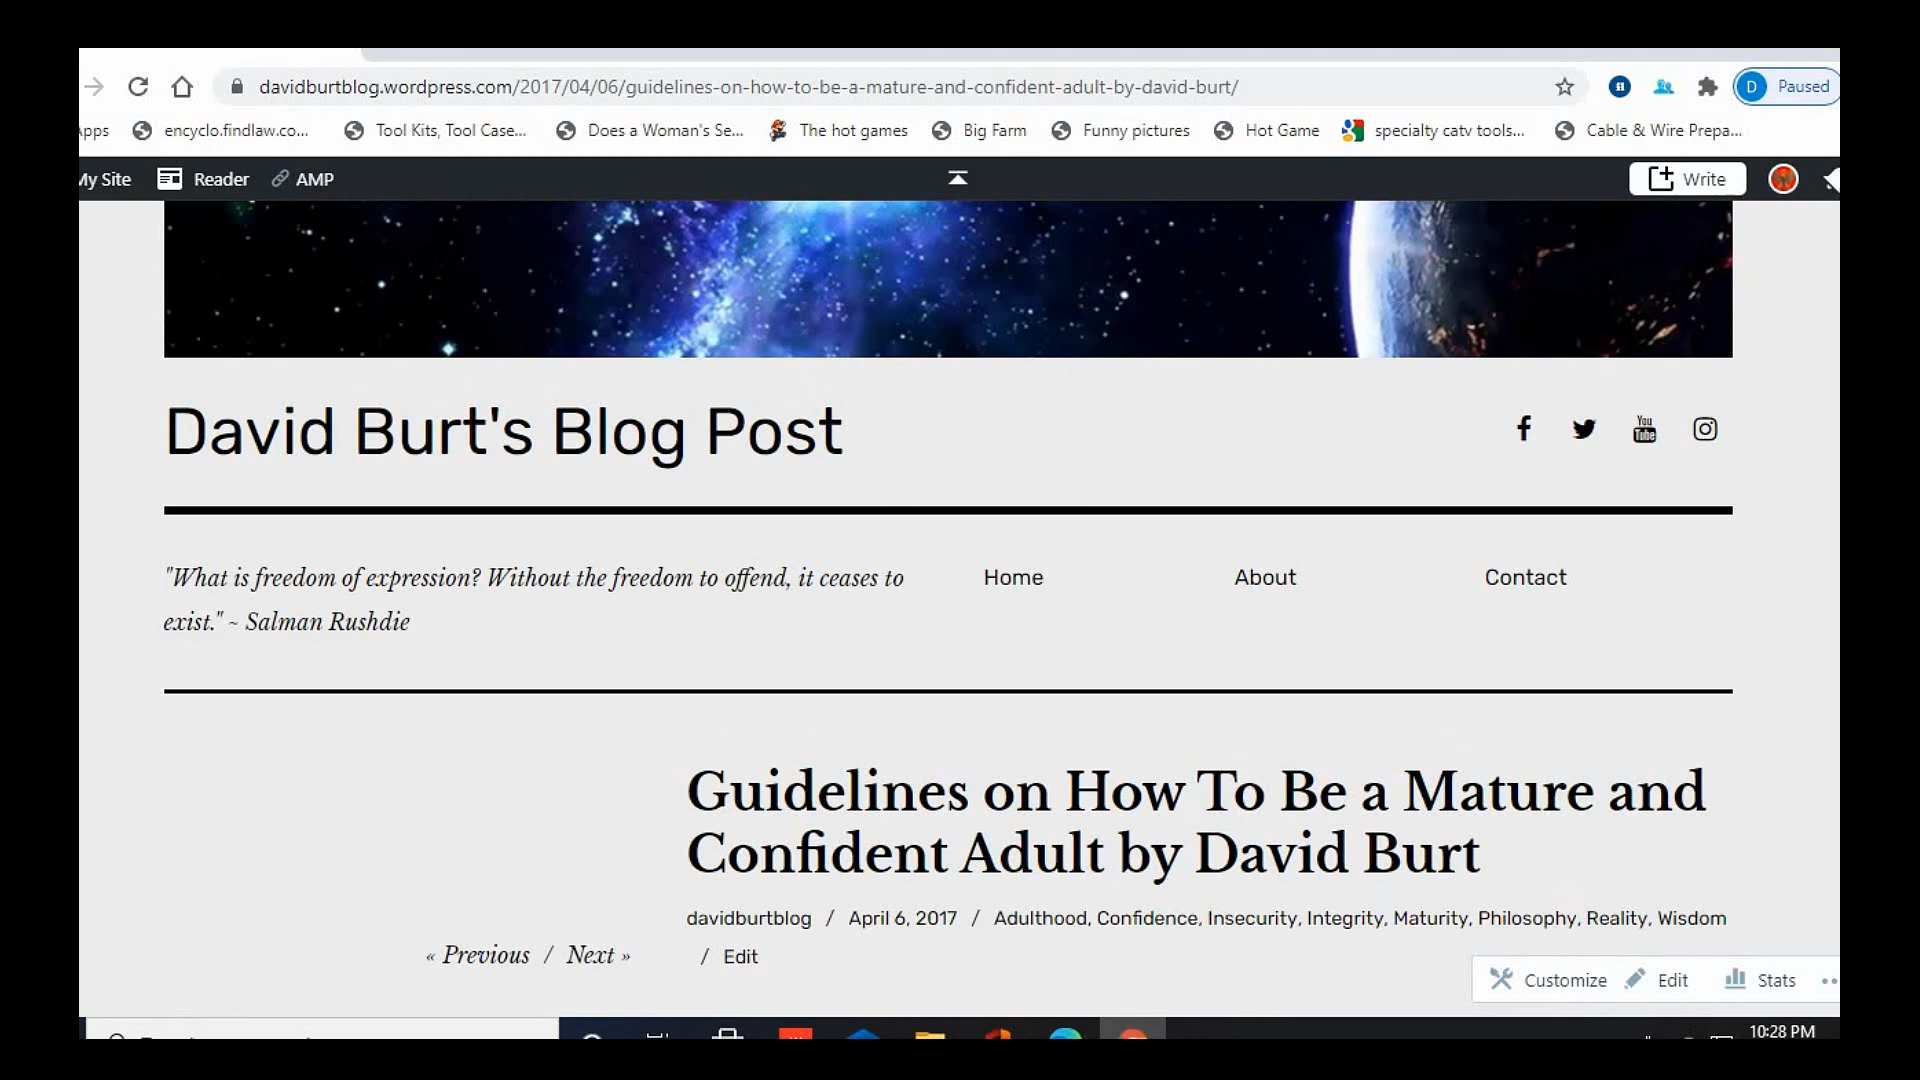 davidburtblog.wordpress.com/2017/04/06/guidelines-on-how-to-be-a-mature-and-confident-adult-by-david-burt/
D Paused
encyclo.findlaw.co... Tool Kits, Tool Case... Does a Woman's Se... The hot games Big Farm Funny pictures Hot Game specialty catv tools... Cable & Wire Prepa...
My Site Reader AMP Write
David Burt's Blog Post
You Tube
"What is freedom of expression? Without the freedom to offend, it ceases to
exist." ~ Salman Rushdie
Home About Contact
Guidelines on How To Be a Mature and
Confident Adult by David Burt
davidburtblog / April 6, 2017 / Adulthood, Confidence, Insecurity, Integrity, Maturity, Philosophy, Reality, Wisdom
« Previous / Next »
/ Edit
Customize Edit Stats
10:28 PM